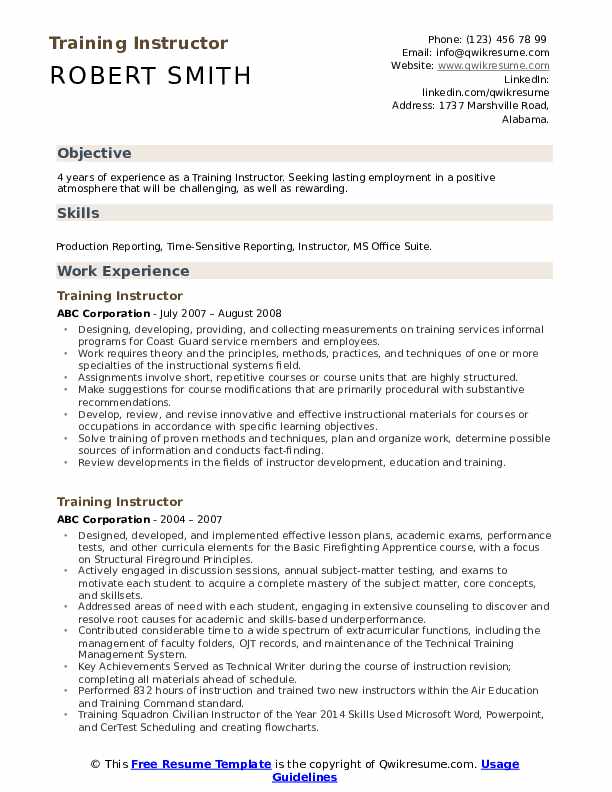 Training Instructor
ROBERT SMITH
Phone: (123) 456 78 99
Email: info@qwikresume.com
Website: www.qwikresume.com
LinkedIn:
linkedin.com/qwikresume
Address: 1737 Marshville Road,
Alabama.
Objective
4 years of experience as a Training Instructor. Seeking lasting employment in a positive
atmosphere that will be challenging, as well as rewarding.
Skills
Production Reporting, Time-Sensitive Reporting, Instructor, MS Office Suite.
Work Experience
Training Instructor
ABC Corporation - July 2007 – August 2008
• Designing, developing, providing, and collecting measurements on training services informal
programs for Coast Guard service members and employees.
• Work requires theory and the principles, methods, practices, and techniques of one or more
specialties of the instructional systems field.
• Assignments involve short, repetitive courses or course units that are highly structured.
• Make suggestions for course modifications that are primarily procedural with substantive
recommendations.
• Develop, review, and revise innovative and effective instructional materials for courses or
occupations in accordance with specific learning objectives.
• Solve training of proven methods and techniques, plan and organize work, determine possible
sources of information and conducts fact-finding.
• Review developments in the fields of instructor development, education and training.
Training Instructor
ABC Corporation - 2004 – 2007
• Designed, developed, and implemented effective lesson plans, academic exams, performance
tests, and other curricula elements for the Basic Firefighting Apprentice course, with a focus
on Structural Fireground Principles.
• Actively engaged in discussion sessions, annual subject-matter testing, and exams to
motivate each student to acquire a complete mastery of the subject matter, core concepts,
and skillsets.
• Addressed areas of need with each student, engaging in extensive counseling to discover and
resolve root causes for academic and skills-based underperformance.
• Contributed considerable time to a wide spectrum of extracurricular functions, including the
management of faculty folders, OJT records, and maintenance of the Technical Training
Management System.
• Key Achievements Served as Technical Writer during the course of instruction revision;
completing all materials ahead of schedule.
• Performed 832 hours of instruction and trained two new instructors within the Air Education
and Training Command standard.
• Training Squadron Civilian Instructor of the Year 2014 Skills Used Microsoft Word, Powerpoint,
and CerTest Scheduling and creating flowcharts.
© This Free Resume Template is the copyright of Qwikresume.com. Usage
Guidelines